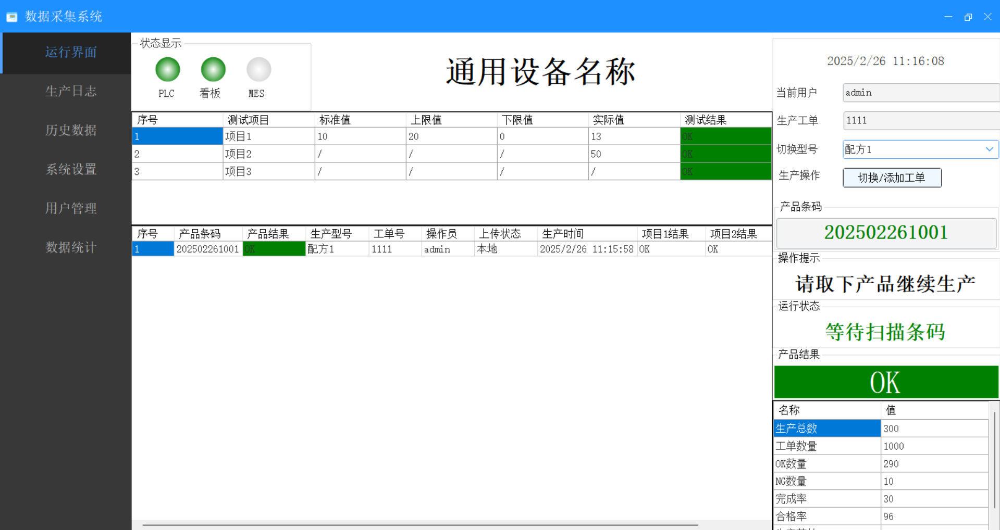 数据采集系统
运行界面
生产日志
历史数据
系统设置
用户管理
数据统计
状态显示
PLC 看板 MES
通用设备名称
序号 测试项目 标准值 上限值 下限值 实际值 测试结果
1 项目1 10 20 0 13 OK
2 项目2 / / / 50 OK
3 项目3 / / / / OK
序号 产品条码 产品结果 生产型号 工单号 操作员 上传状态 生产时间 项目1结果 项目2结果
1 202502261001 OK 配方1 1111 admin 本地 2025/2/26 11:15:58 OK OK
2025/2/26 11:16:08
当前用户 admin
生产工单 1111
切换型号 配方1
生产操作 切换/添加工单
产品条码
202502261001
操作提示
请取下产品继续生产
运行状态
等待扫描条码
产品结果
OK
名称 值
生产总数 300
工单数量 1000
OK数量 290
NG数量 10
完成率 30
合格率 96